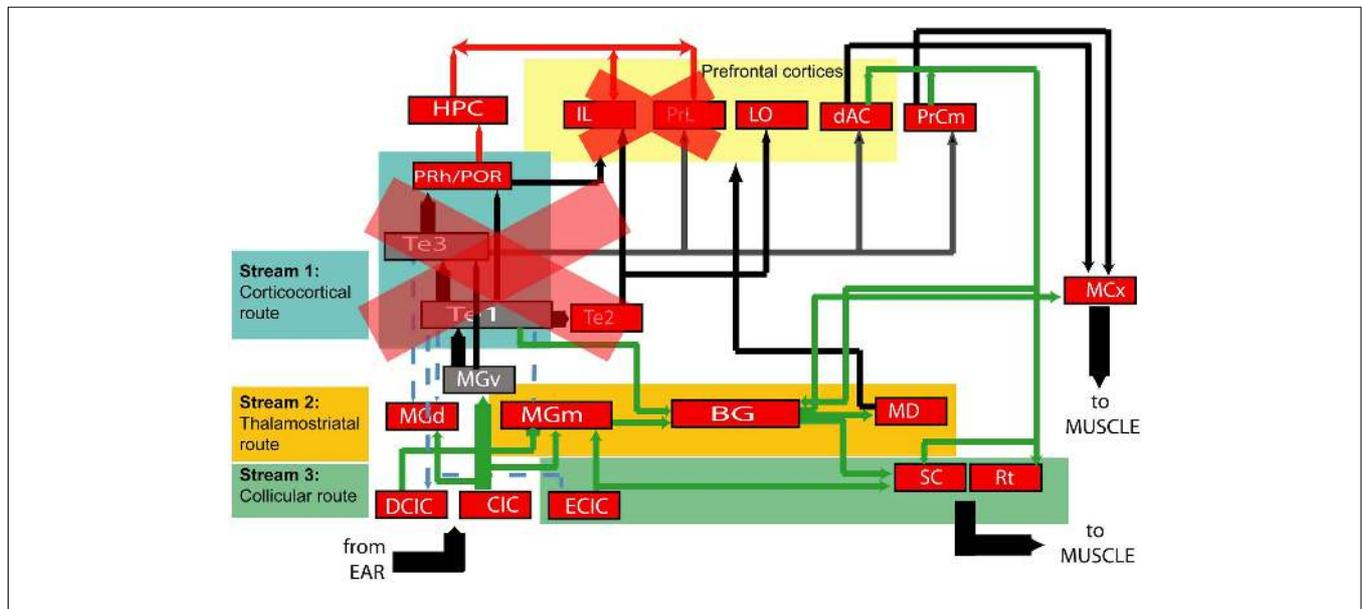 Prefrontal cortices
HPC
IL
PrL
LO
dAC
PrCm
PRh/POR
Te3
Stream 1:
Corticocortical
route
Te1
Te2
MCx
MGv
to
MUSCLE
Stream 2:
Thalamostriatal
route
MGd
MGm
BG
MD
Stream 3:
Collicular route
SC
Rt
DCIC
CIC
ECIC
from
EAR
to
MUSCLE